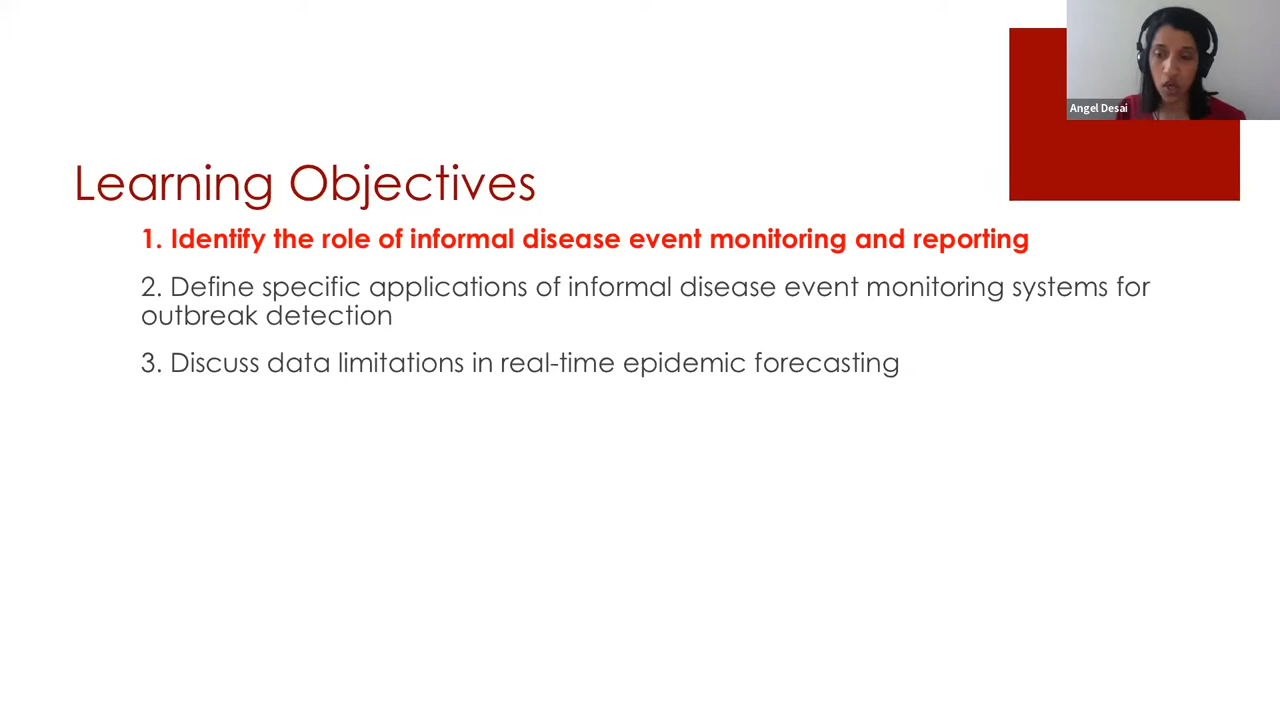 Angel Desai
Learning Objectives
1. Identify the role of informal disease event monitoring and reporting
2. Define specific applications of informal disease event monitoring systems for
outbreak detection
3. Discuss data limitations in real-time epidemic forecasting